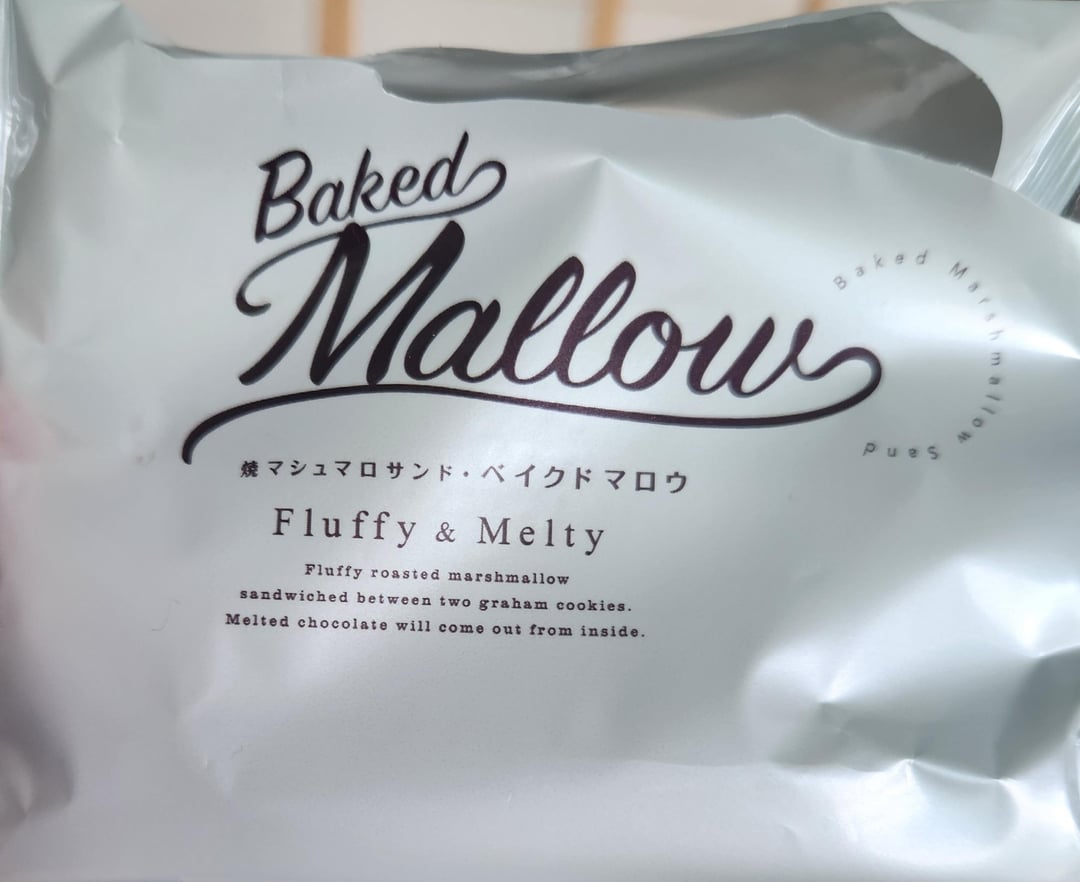 Baked
Mallow
Baked Marshmallow Sand
焼マシュマロサンド・ベイクドマロウ
Fluffy & Melty
Fluffy roasted marshmallow
sandwiched between two graham cookies.
Melted chocolate will come out from inside.